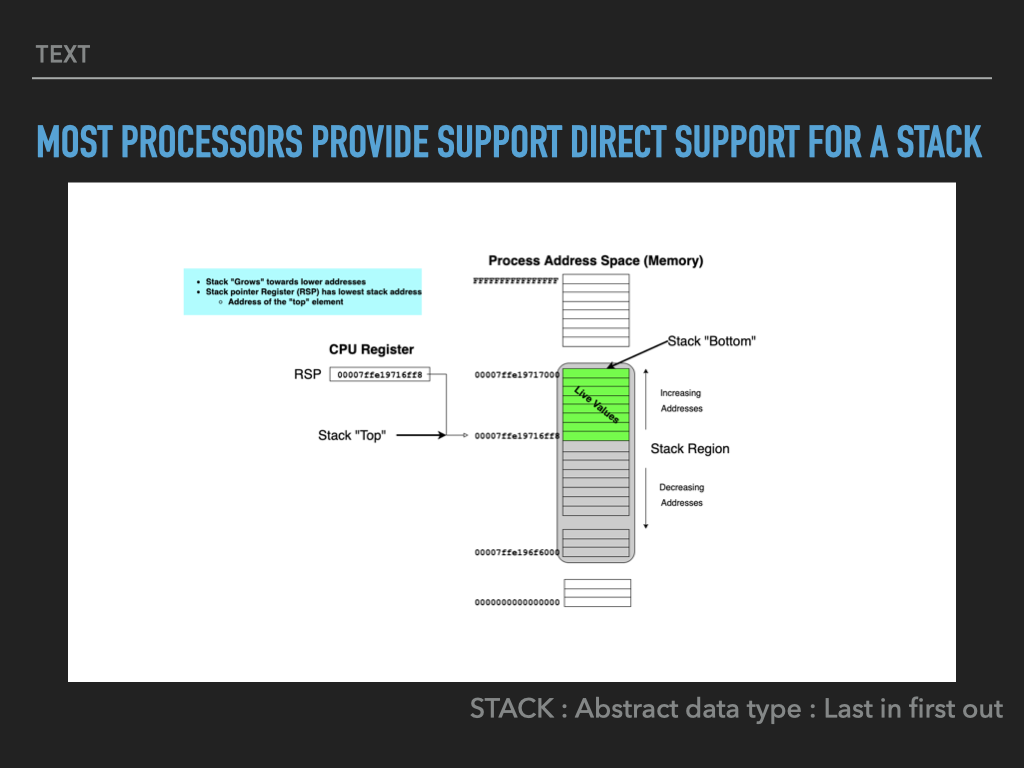 TEXT
MOST PROCESSORS PROVIDE SUPPORT DIRECT SUPPORT FOR A STACK
Process Address Space (Memory)
• Stack "Grows" towards lower addresses
• Stack pointer Register (RSP) has lowest stack address
○ Address of the "top" element
FFFFFFFFFFFFFFFF
CPU Register
RSP
00007ffe19716ff8
Stack "Top"
Stack "Bottom"
00007ffe19717000
Live Values
00007ffe19716ff8
Increasing
Addresses
Stack Region
Decreasing
Addresses
00007ffe196f6000
0000000000000000
STACK : Abstract data type : Last in first out